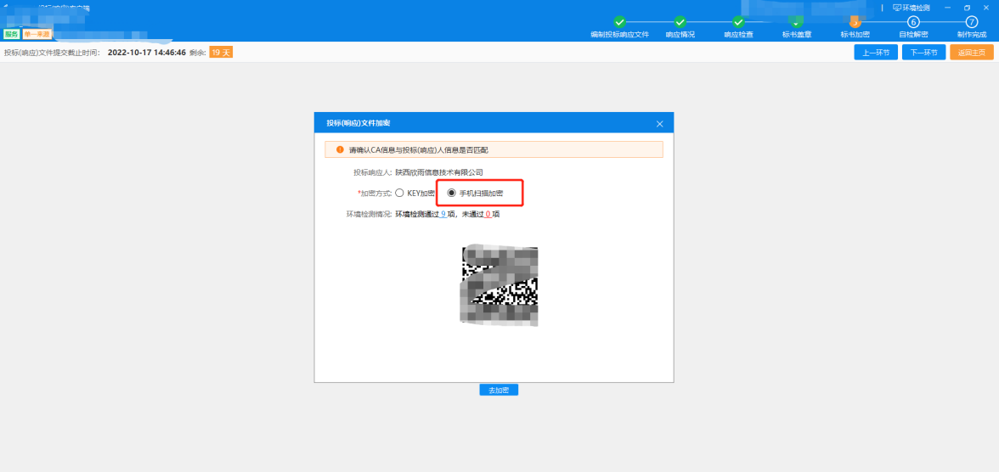 投标(响应)客户端
环境检测
服务 单一来源
编制投标响应文件 响应情况 响应检查 标书盖章 标书加密 6 自检解密 7 制作完成
投标(响应)文件提交截止时间: 2022-10-17 14:46:46 剩余: 19 天
上一环节 下一环节 返回主页
投标(响应)文件加密
请确认CA信息与投标(响应)人信息是否匹配
投标响应人: 陕西欣雨信息技术有限公司
*加密方式: KEY加密 手机扫描加密
环境检测情况: 环境检测通过 9 项, 未通过 0 项
去加密